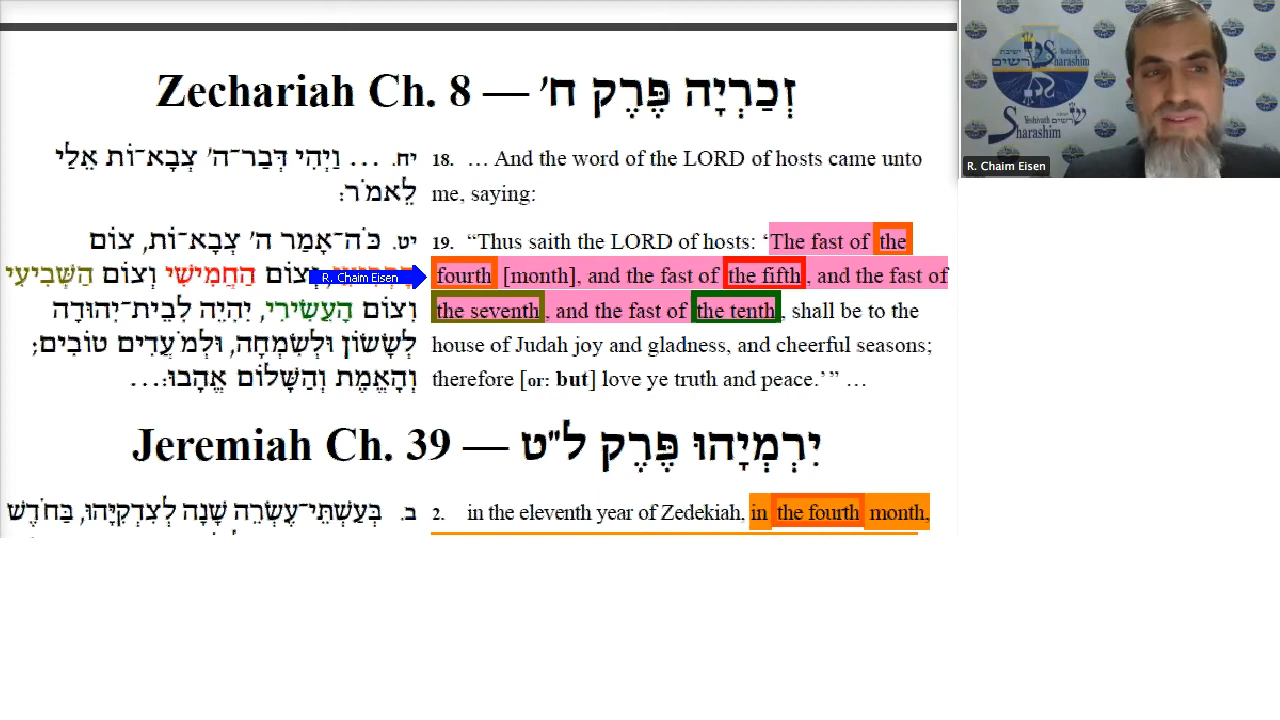 Zechariah Ch. 8 — זְכַרְיָה פֶּרֶק ח'
יח. … וַיְהִי דְּבַר־ה' צְבָא־וֹת אֵלַי
לֵאמֹר:
18. … And the word of the LORD of hosts came unto
me, saying:
יט. כֹּה־אָמַר ה' צְבָא־וֹת, צוֹם
וְצוֹם הַחֲמִישִׁי וְצוֹם הַשְּׁבִיעִי
וְצוֹם הָעֲשִׂירִי, יִהְיֶה לְבֵית־יְהוּדָה
לְשָׂשׂוֹן וּלְשִׂמְחָה, וּלְמֹעֲדִים טוֹבִים;
וְהָאֱמֶת וְהַשָּׁלוֹם אֱהָבוּ:…
19. “Thus saith the LORD of hosts: ‘The fast of the
fourth [month], and the fast of the fifth, and the fast of
the seventh, and the fast of the tenth, shall be to the
house of Judah joy and gladness, and cheerful seasons;
therefore [or: but] love ye truth and peace.’” …
R. Chaim Eisen
Jeremiah Ch. 39 — יִרְמְיָהוּ פֶּרֶק ל"ט
ב. בְּעַשְׁתֵּי־עֶשְׂרֵה שָׁנָה לְצִדְקִיָּהוּ, בַּחֹדֶשׁ
2. in the eleventh year of Zedekiah, in the fourth month,
ישיבת
שרשים
Sharashim
Yeshivath
Sharashim
R. Chaim Eisen